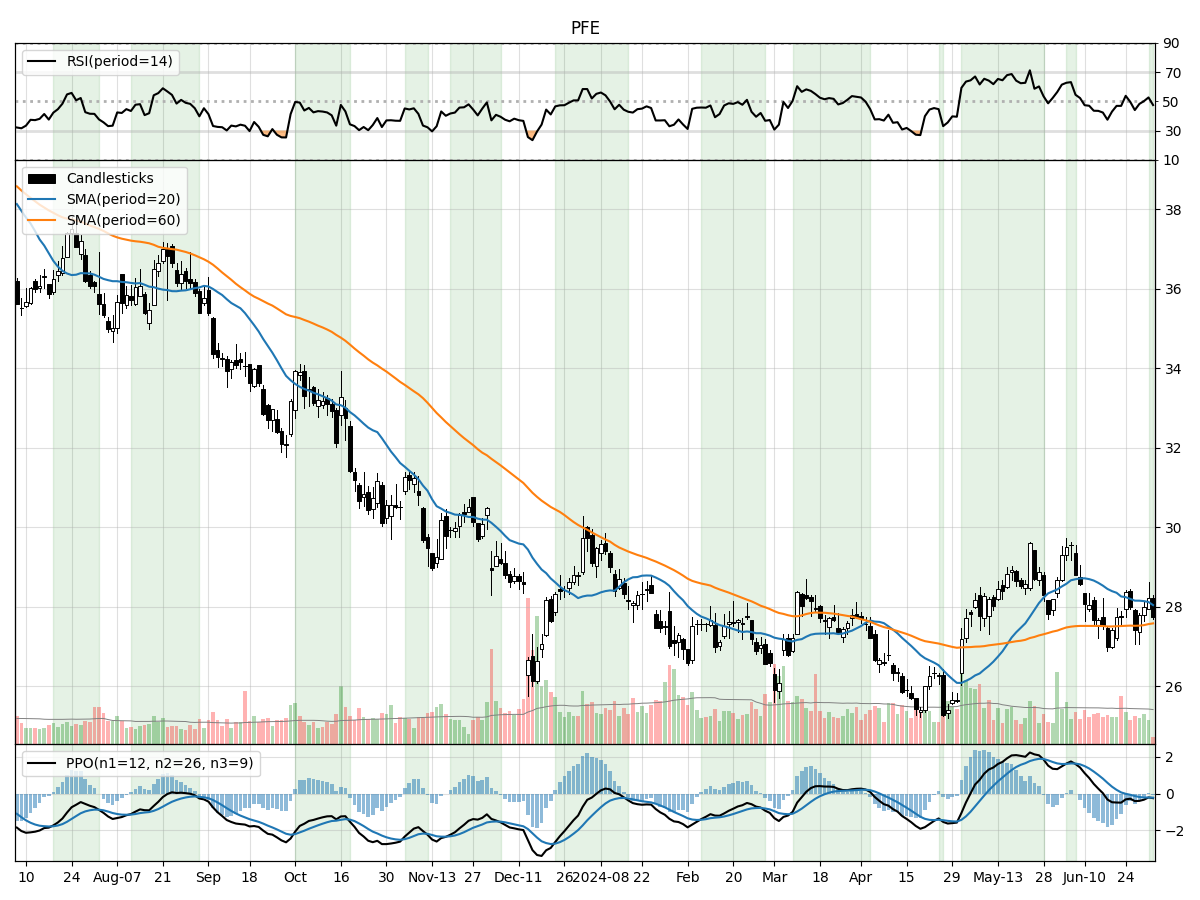 PFE
RSI(period=14)
90
70
50
30
10
Candlesticks
SMA(period=20)
SMA(period=60)
38
36
34
32
30
28
26
PPO(n1=12, n2=26, n3=9)
2
0
−2
10 24 Aug-07 21 Sep 18 Oct 16 30 Nov-13 27 Dec-11 26 2024-08 22 Feb 20 Mar 18 Apr 15 29 May-13 28 Jun-10 24